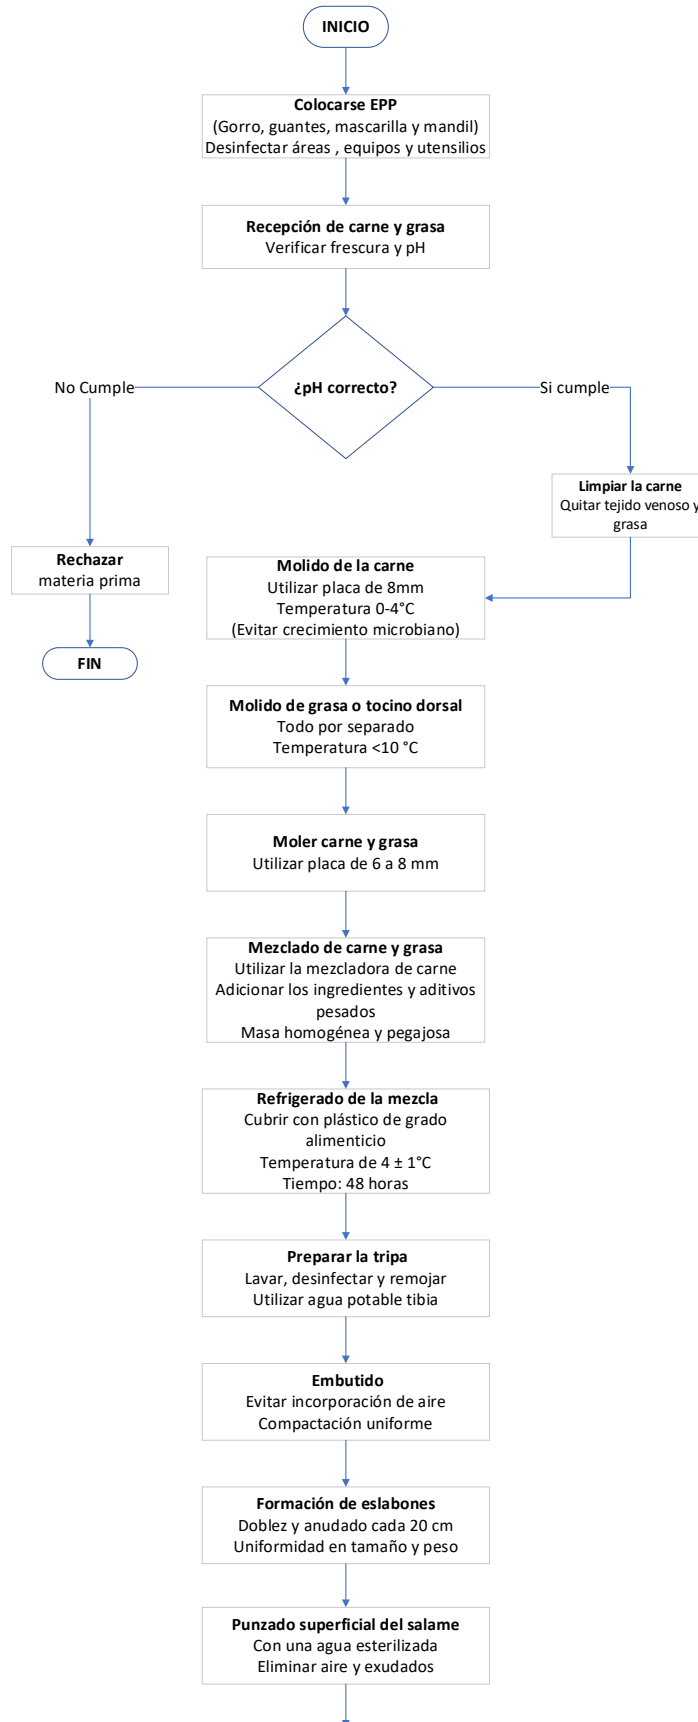 INICIO
Colocarse EPP
(Gorro, guantes, mascarilla y mandil)
Desinfectar áreas , equipos y utensilios
Recepción de carne y grasa
Verificar frescura y pH
¿pH correcto?
No Cumple
Si cumple
Limpiar la carne
Quitar tejido venoso y
grasa
Rechazar
materia prima
FIN
Molido de la carne
Utilizar placa de 8mm
Temperatura 0-4°C
(Evitar crecimiento microbiano)
Molido de grasa o tocino dorsal
Todo por separado
Temperatura <10 °C
Moler carne y grasa
Utilizar placa de 6 a 8 mm
Mezclado de carne y grasa
Utilizar la mezcladora de carne
Adicionar los ingredientes y aditivos
pesados
Masa homogénea y pegajosa
Refrigerado de la mezcla
Cubrir con plástico de grado
alimenticio
Temperatura de 4 ± 1°C
Tiempo: 48 horas
Preparar la tripa
Lavar, desinfectar y remojar
Utilizar agua potable tibia
Embutido
Evitar incorporación de aire
Compactación uniforme
Formación de eslabones
Doblez y anudado cada 20 cm
Uniformidad en tamaño y peso
Punzado superficial del salame
Con una agua esterilizada
Eliminar aire y exudados